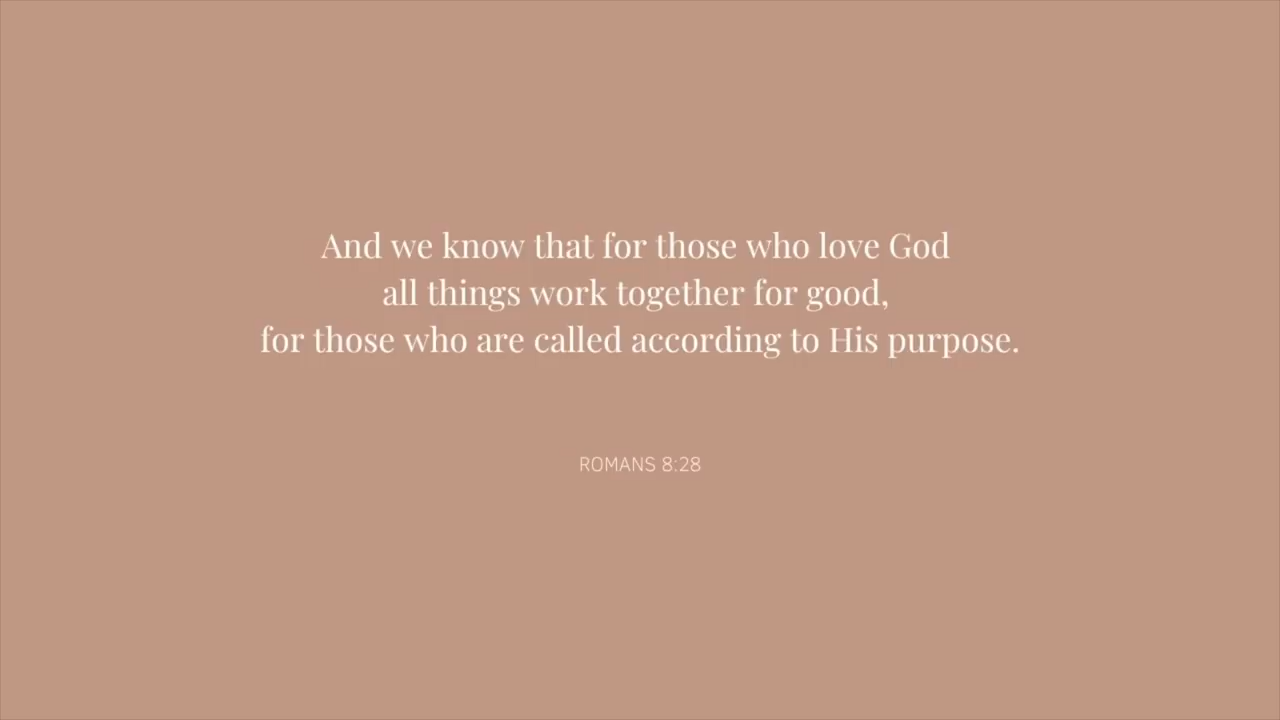 And we know that for those who love God
all things work together for good,
for those who are called according to His purpose.
ROMANS 8:28